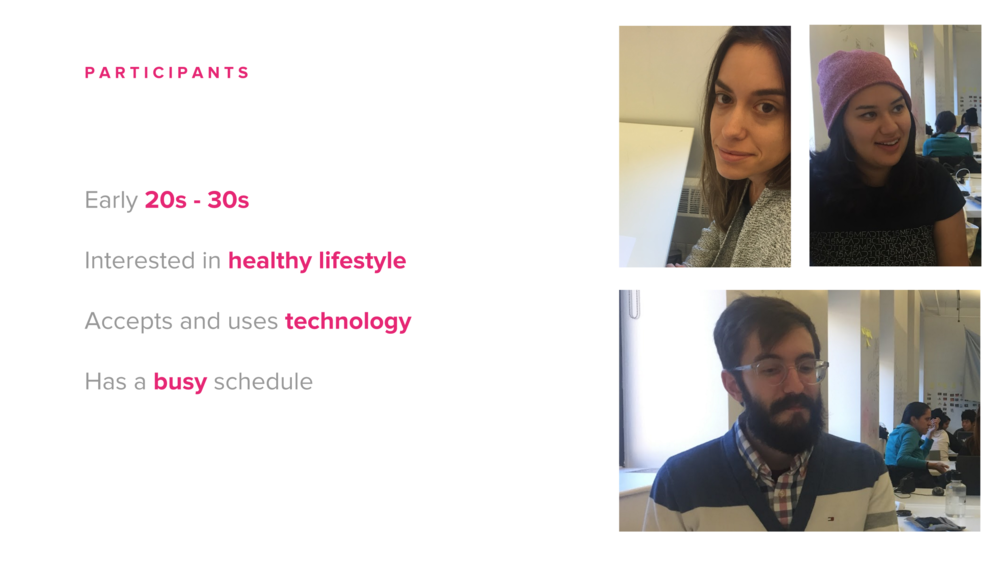 PARTICIPANTS
Early 20s - 30s
Interested in healthy lifestyle
Accepts and uses technology
Has a busy schedule